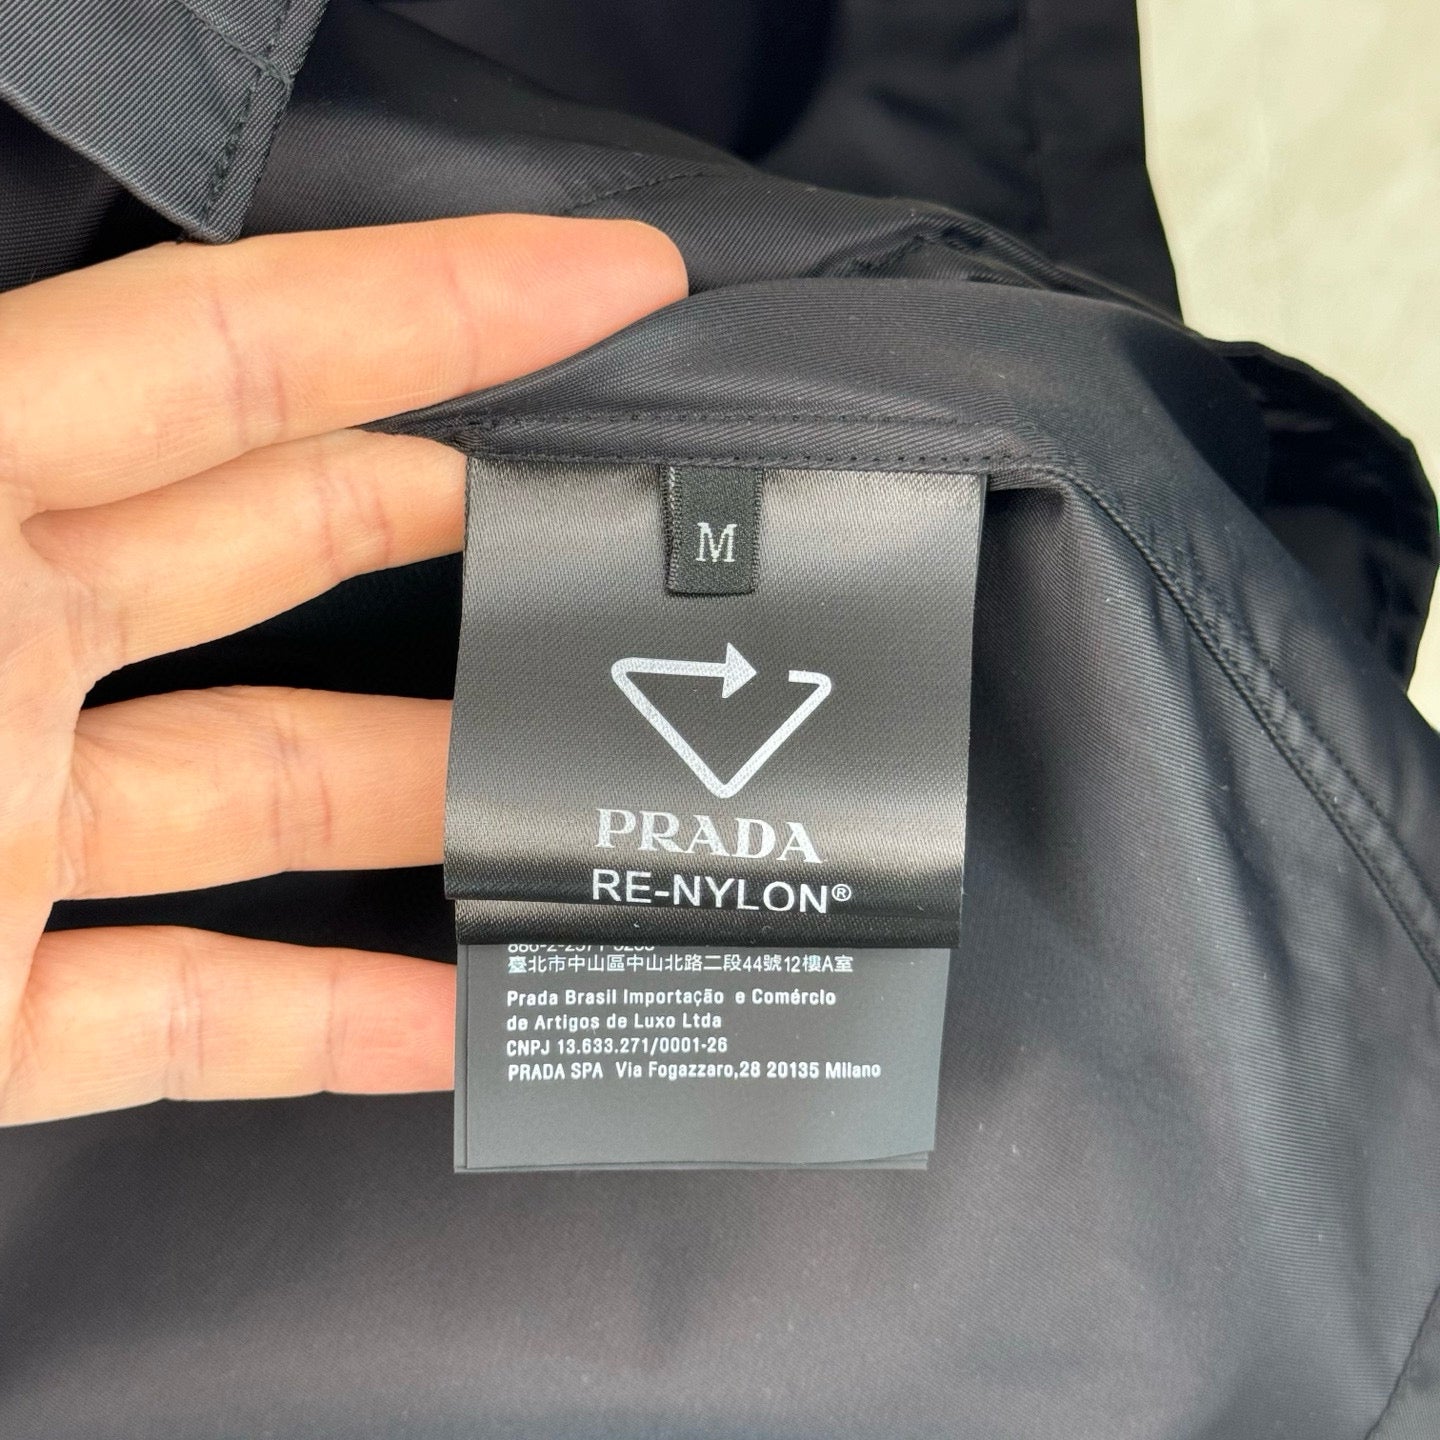 M
PRADA
RE-NYLON®
臺北市中山區中山北路二段44號12樓A室
Prada Brasil Importação e Comércio
de Artigos de Luxo Ltda
CNPJ 13.633.271/0001-26
PRADA SPA Via Fogazzaro,28 20135 Milano